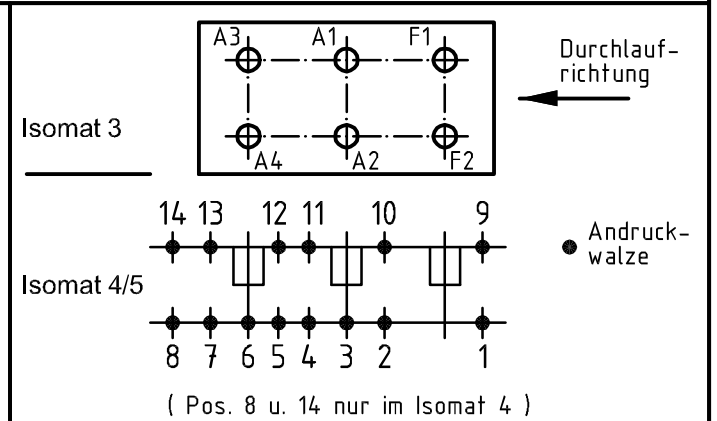 A3 A1 F1
Durchlauf-
richtung
Isomat 3
A4 A2 F2
14 13 12 11 10 9
Andruck-
walze
Isomat 4/5
8 7 6 5 4 3 2 1
( Pos. 8 u. 14 nur im Isomat 4 )